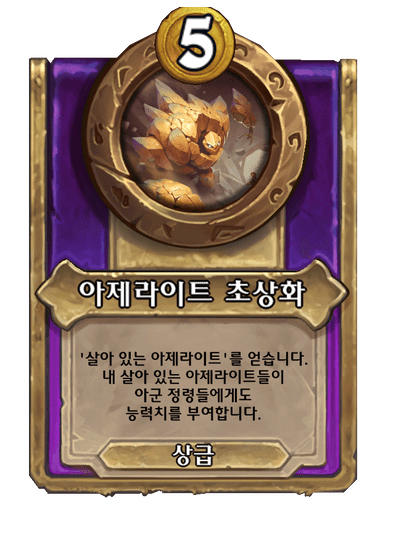 5
아제라이트 초상화
'살아 있는 아제라이트'를 얻습니다.
내 살아 있는 아제라이트들이
아군 정령들에게도
능력치를 부여합니다.
상급